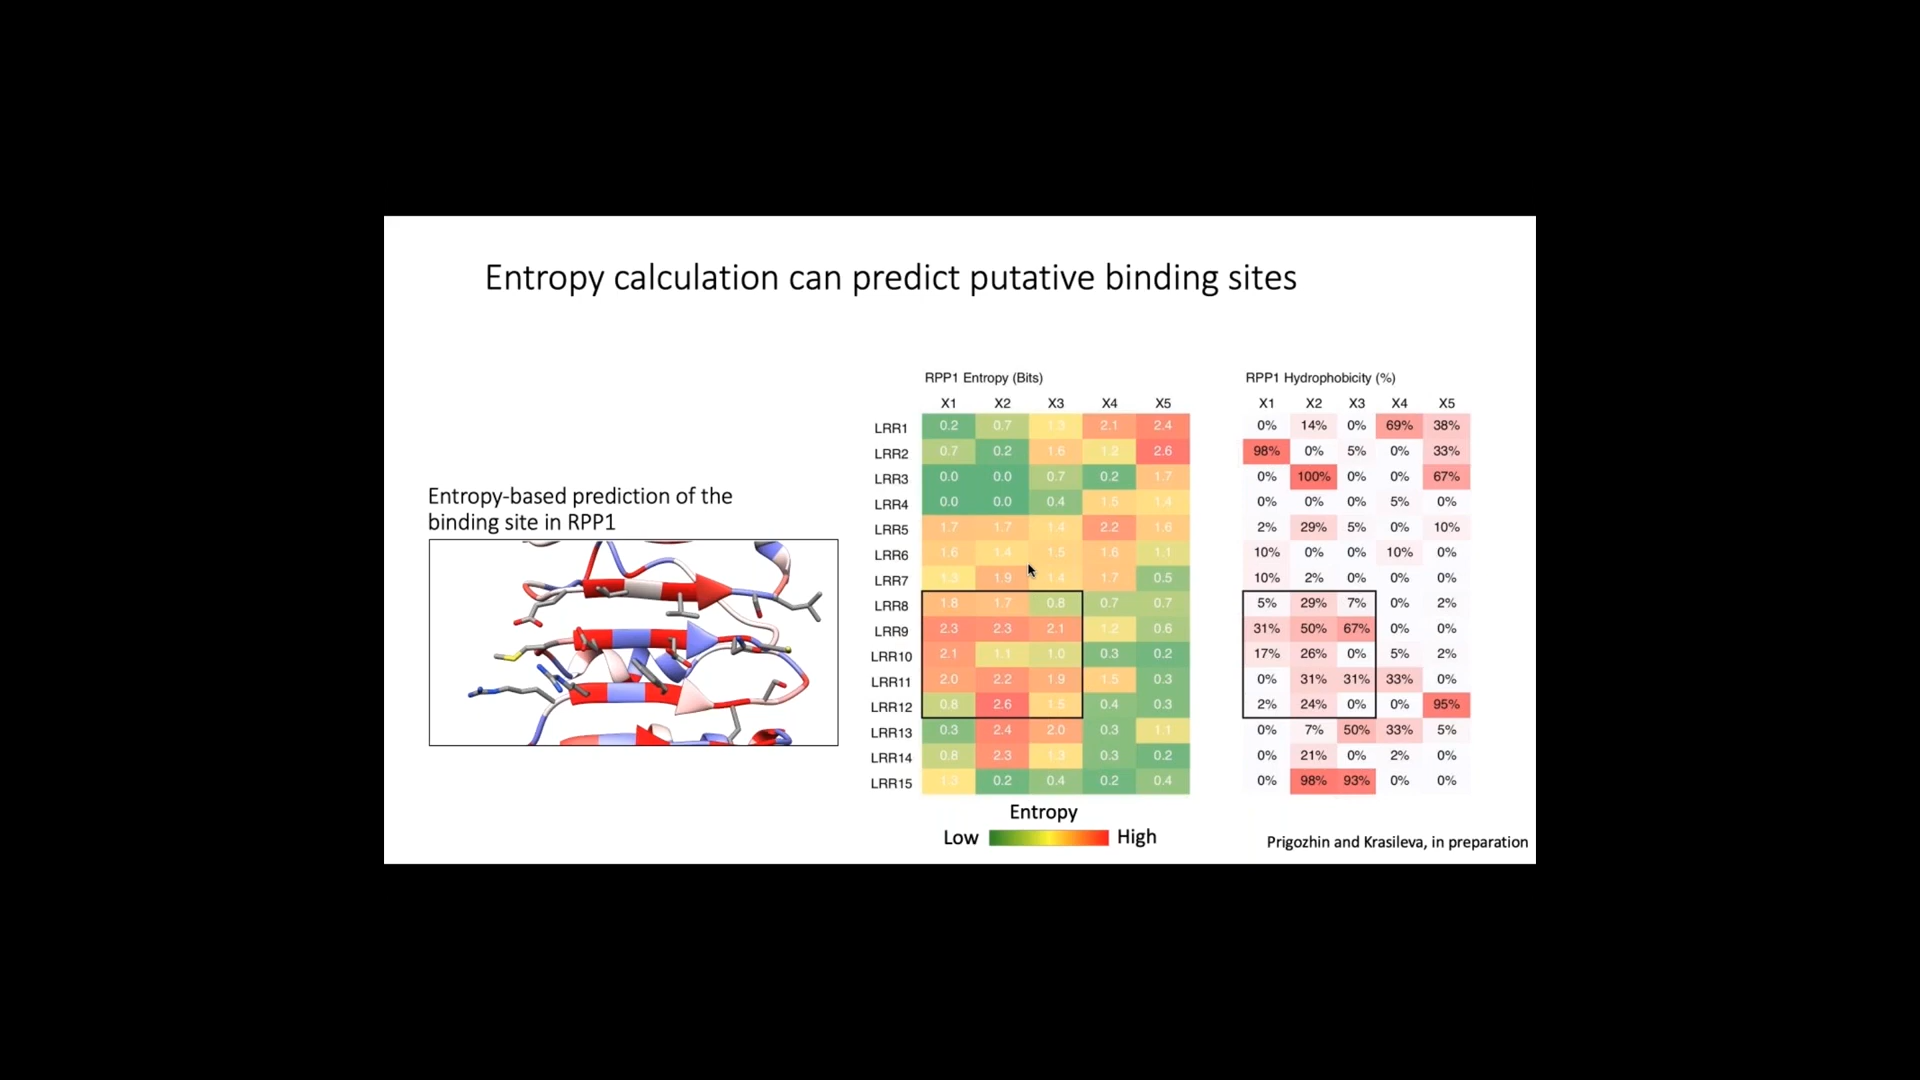 Entropy calculation can predict putative binding sites
Entropy-based prediction of the
binding site in RPP1
RPP1 Entropy (Bits)
X1 X2 X3 X4 X5
LRR1 0.2 0.7 1.3 2.1 2.4
LRR2 0.7 0.2 1.6 1.2 2.6
LRR3 0.0 0.0 0.7 0.2 1.7
LRR4 0.0 0.0 0.4 1.5 1.4
LRR5 1.7 1.7 1.4 2.2 1.6
LRR6 1.6 1.4 1.5 1.6 1.1
LRR7 1.3 1.9 1.4 1.7 0.5
LRR8 1.8 1.7 0.8 0.7 0.7
LRR9 2.3 2.3 2.1 1.2 0.6
LRR10 2.1 1.1 1.0 0.3 0.2
LRR11 2.0 2.2 1.9 1.5 0.3
LRR12 0.8 2.6 1.5 0.4 0.3
LRR13 0.3 2.4 2.0 0.3 1.1
LRR14 0.8 2.3 1.3 0.3 0.2
LRR15 1.3 0.2 0.4 0.2 0.4
Entropy
Low High
RPP1 Hydrophobicity (%)
X1 X2 X3 X4 X5
0% 14% 0% 69% 38%
98% 0% 5% 0% 33%
0% 100% 0% 0% 67%
0% 0% 0% 5% 0%
2% 29% 5% 0% 10%
10% 0% 0% 10% 0%
10% 2% 0% 0% 0%
5% 29% 7% 0% 2%
31% 50% 67% 0% 0%
17% 26% 0% 5% 2%
0% 31% 31% 33% 0%
2% 24% 0% 0% 95%
0% 7% 50% 33% 5%
0% 21% 0% 2% 0%
0% 98% 93% 0% 0%
Prigozhin and Krasileva, in preparation